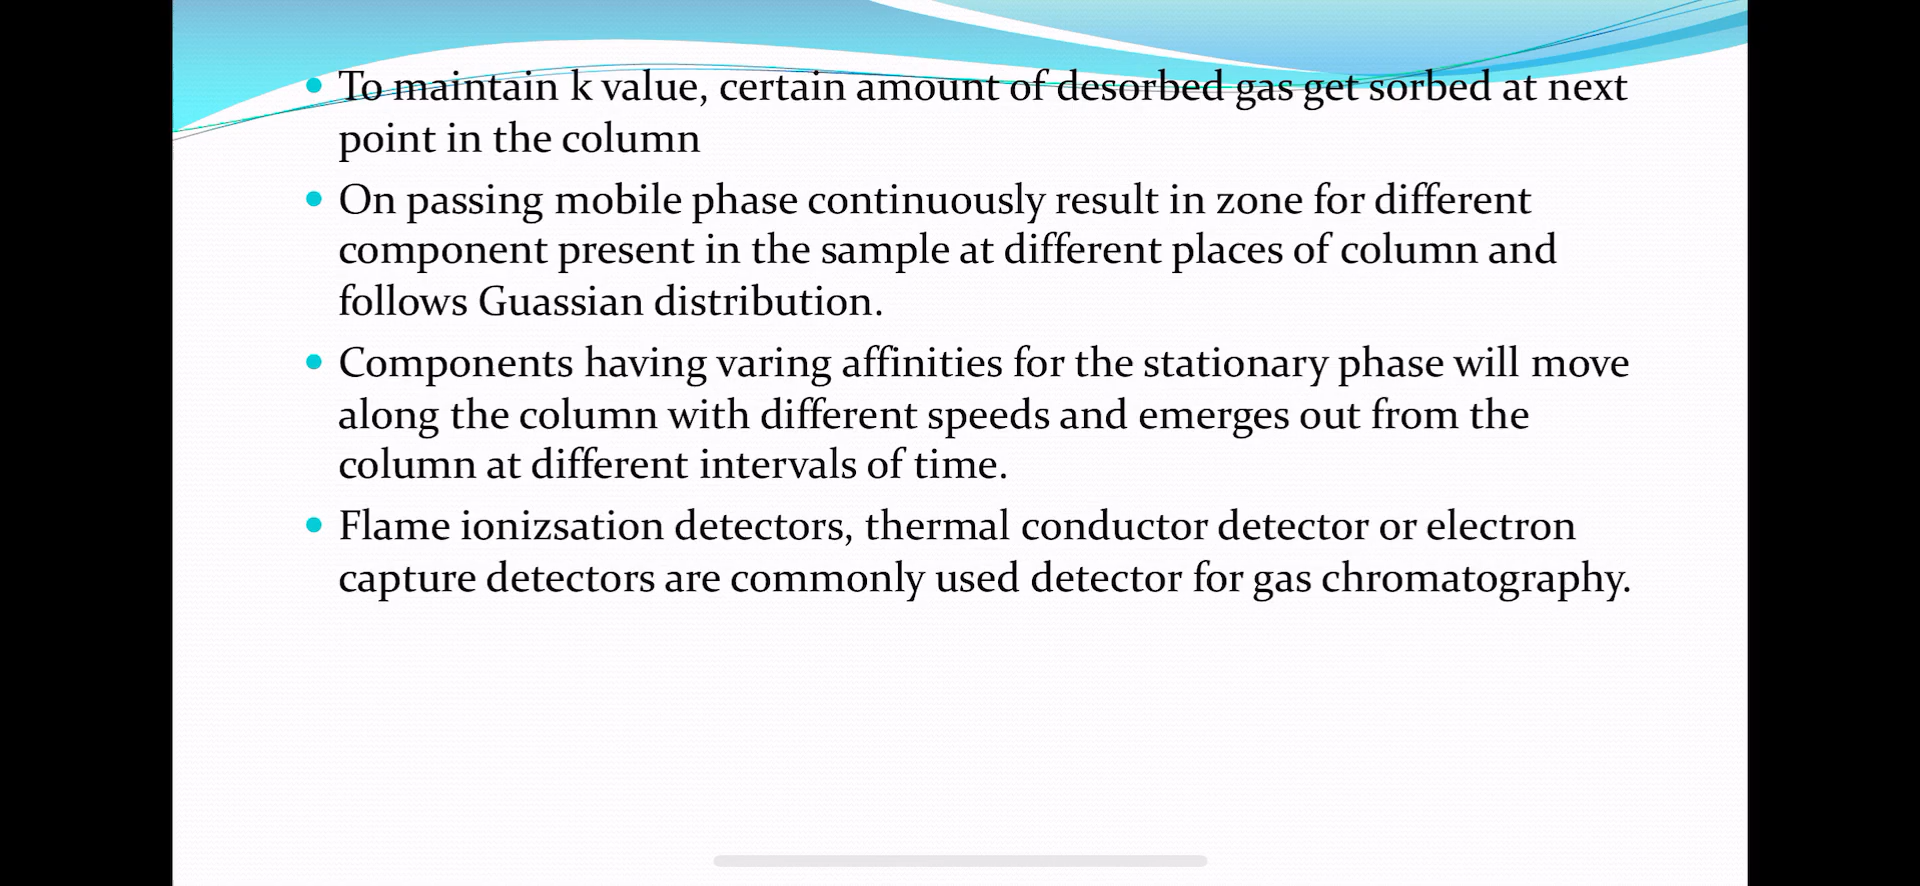 To maintain k value, certain amount of desorbed gas get sorbed at next
point in the column
On passing mobile phase continuously result in zone for different
component present in the sample at different places of column and
follows Guassian distribution.
Components having varing affinities for the stationary phase will move
along the column with different speeds and emerges out from the
column at different intervals of time.
Flame ionizsation detectors, thermal conductor detector or electron
capture detectors are commonly used detector for gas chromatography.